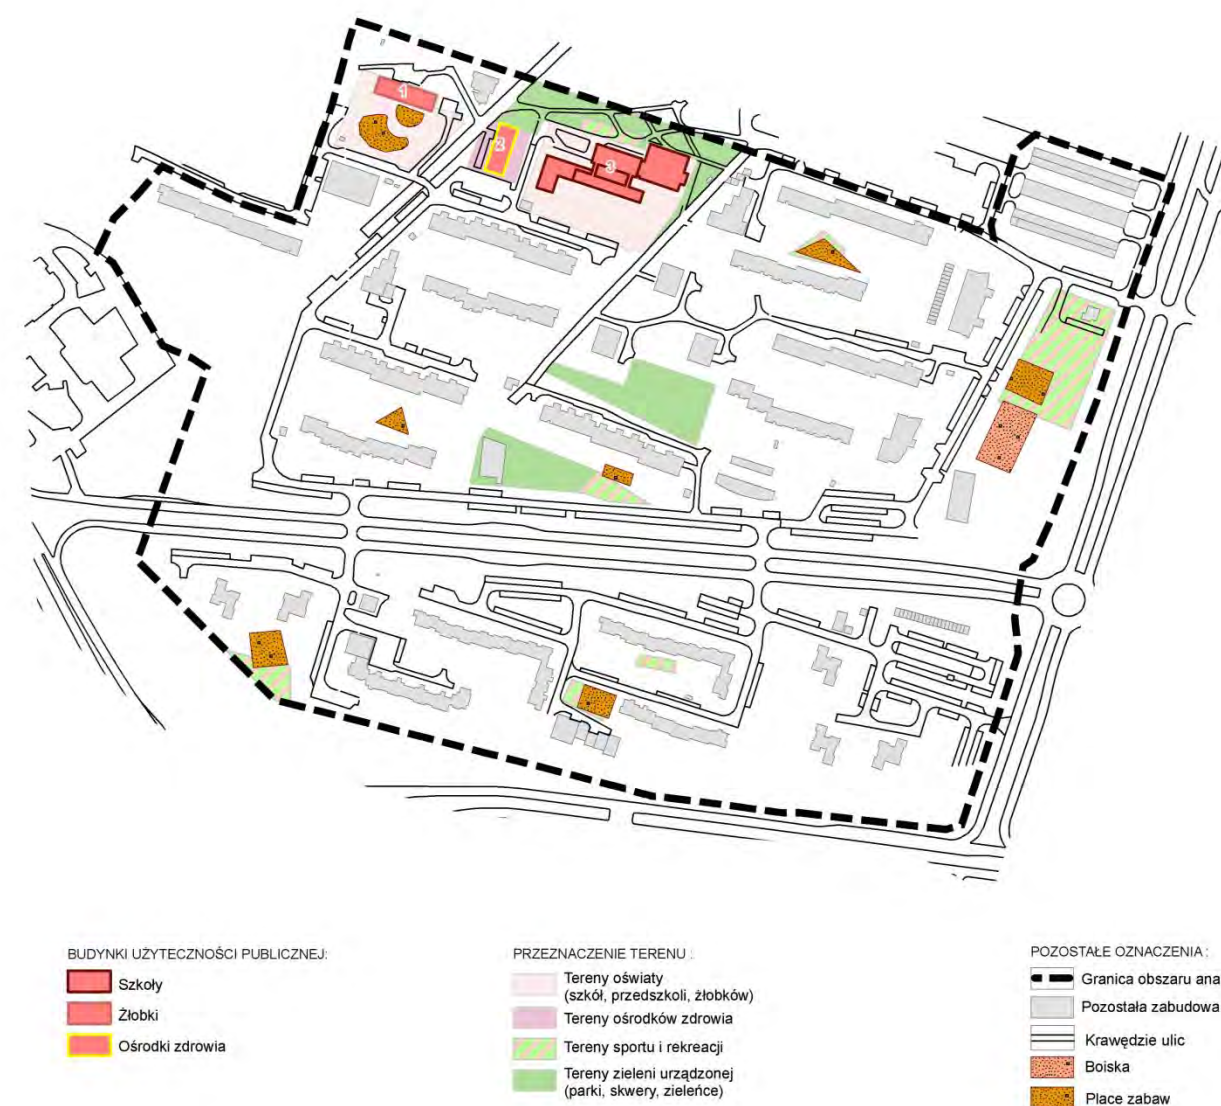 1
2
3
BUDYNKI UŻYTECZNOŚCI PUBLICZNEJ:
Szkoły
Żłobki
Ośrodki zdrowia
PRZEZNACZENIE TERENU :
Tereny oświaty
(szkół, przedszkoli, żłobków)
Tereny ośrodków zdrowia
Tereny sportu i rekreacji
Tereny zieleni urządzonej
(parki, skwery, zieleńce)
POZOSTAŁE OZNACZENIA :
Granica obszaru ana
Pozostała zabudowa
Krawędzie ulic
Boiska
Place zabaw